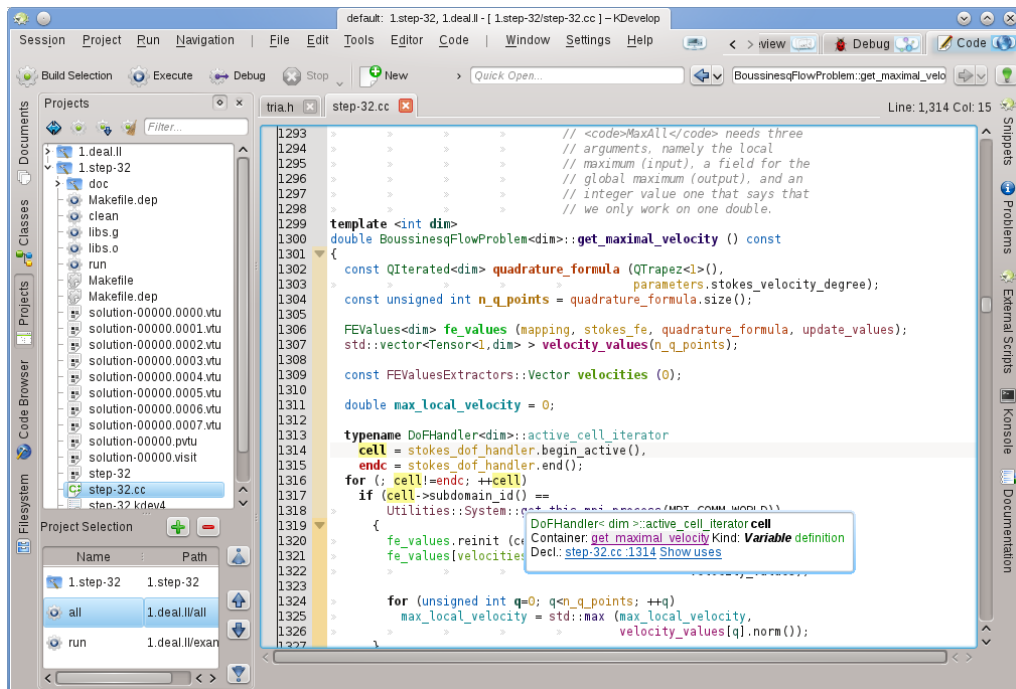 default: 1.step-32, 1.deal.II - [ 1.step-32/step-32.cc ] – KDevelop
Session Project Run Navigation | File Edit Tools Editor Code | Window Settings Help < > view Debug Code
Build Selection Execute Debug Stop New > Quick Open... BoussinesqFlowProblem::get_maximal_velo
Projects
tria.h step-32.cc Line: 1,314 Col: 15
Filter...
Documents
Classes
Projects
Code Browser
Filesystem
1.deal.II
1.step-32
doc
Makefile.dep
clean
libs.g
libs.o
run
Makefile
Makefile.dep
solution-00000.0000.vtu
solution-00000.0001.vtu
solution-00000.0002.vtu
solution-00000.0003.vtu
solution-00000.0004.vtu
solution-00000.0005.vtu
solution-00000.0006.vtu
solution-00000.0007.vtu
solution-00000.pvtu
solution-00000.visit
step-32
step-32.cc
step-32.kdev4
Project Selection
Name Path
1.step-32 1.step-32
all 1.deal.II/all
run 1.deal.II/exan
1293 // <code>MaxAll</code> needs three
1294 // arguments, namely the local
1295 // maximum (input), a field for the
1296 // global maximum (output), and an
1297 // integer value one that says that
1298 // we only work on one double.
1299 template <int dim>
1300 double BoussinesqFlowProblem<dim>::get_maximal_velocity () const
1301 {
1302 const QIterated<dim> quadrature_formula (QTrapez<1>(),
1303 parameters.stokes_velocity_degree);
1304 const unsigned int n_q_points = quadrature_formula.size();
1305
1306 FEValues<dim> fe_values (mapping, stokes_fe, quadrature_formula, update_values);
1307 std::vector<Tensor<1,dim> > velocity_values(n_q_points);
1308
1309 const FEValuesExtractors::Vector velocities (0);
1310
1311 double max_local_velocity = 0;
1312
1313 typename DoFHandler<dim>::active_cell_iterator
1314 cell = stokes_dof_handler.begin_active(),
1315 endc = stokes_dof_handler.end();
1316 for (; cell!=endc; ++cell)
1317 if (cell->subdomain_id() ==
1318 Utilities::System::get_this_mpi_process(MPI_COMM_WORLD))
1319 {
1320 fe_values.reinit (ce
1321 fe_values[velocities
1322
1323
1324 for (unsigned int q=0; q<n_q_points; ++q)
1325 max_local_velocity = std::max (max_local_velocity,
1326 velocity_values[q].norm());
1327 }
DoFHandler< dim >::active_cell_iterator cell
Container: get_maximal_velocity Kind: Variable definition
Decl.: step-32.cc :1314 Show uses
Snippets
Problems
External Scripts
Konsole
Documentation